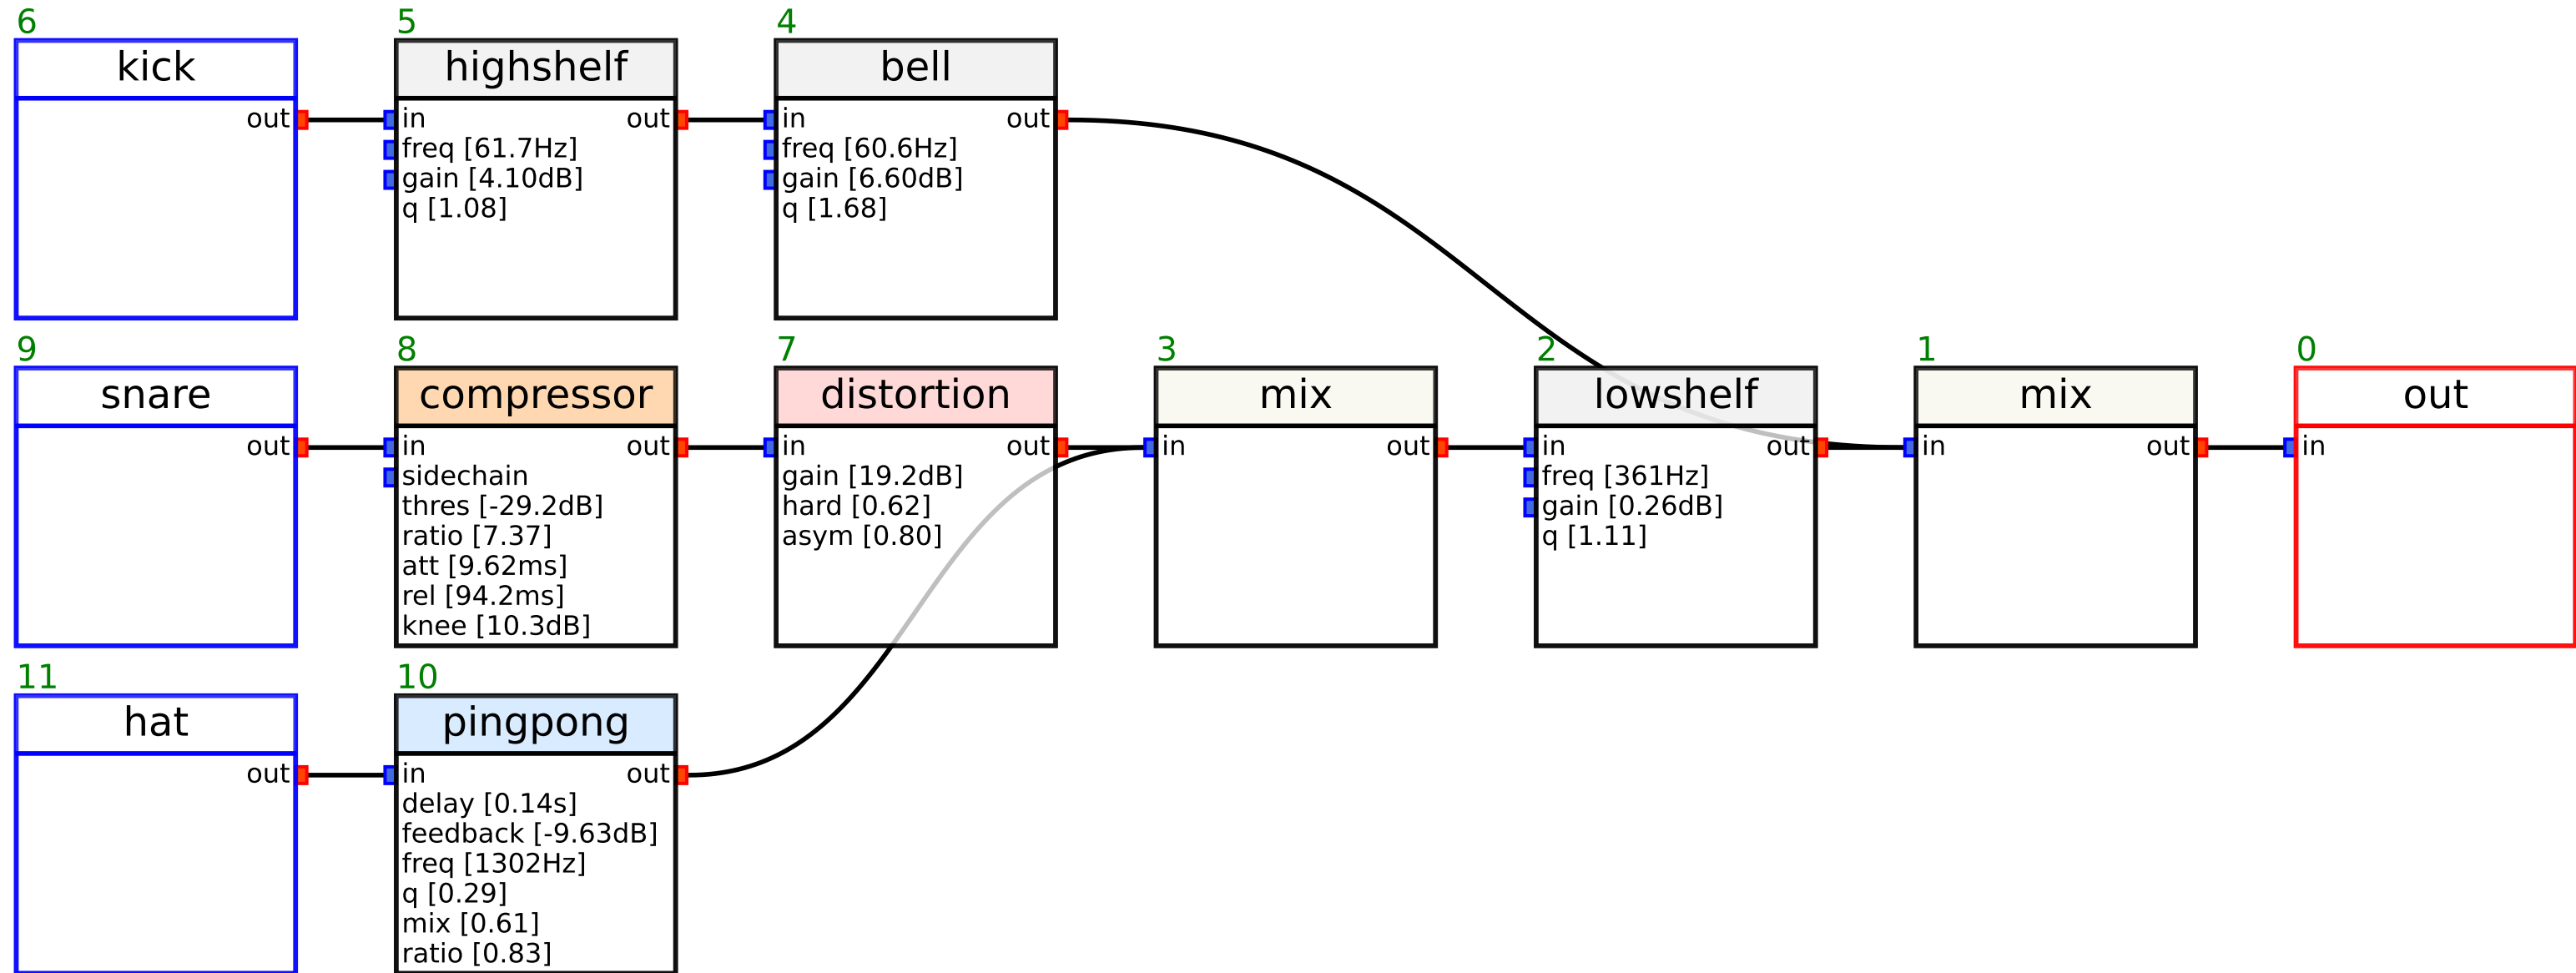 6
kick
out
5
highshelf
in out
freq [61.7Hz]
gain [4.10dB]
q [1.08]
4
bell
in out
freq [60.6Hz]
gain [6.60dB]
q [1.68]
9
snare
out
8
compressor
in out
sidechain
thres [-29.2dB]
ratio [7.37]
att [9.62ms]
rel [94.2ms]
knee [10.3dB]
7
distortion
in out
gain [19.2dB]
hard [0.62]
asym [0.80]
3
mix
in out
2
lowshelf
in out
freq [361Hz]
gain [0.26dB]
q [1.11]
1
mix
in out
0
out
in
11
hat
out
10
pingpong
in out
delay [0.14s]
feedback [-9.63dB]
freq [1302Hz]
q [0.29]
mix [0.61]
ratio [0.83]